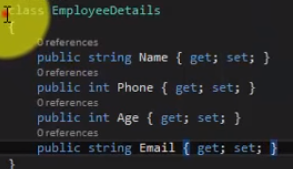 class EmployeeDetails
{
0 references
public string Name { get; set; }
0 references
public int Phone { get; set; }
0 references
public int Age { get; set; }
0 references
public string Email { get; set; }
}